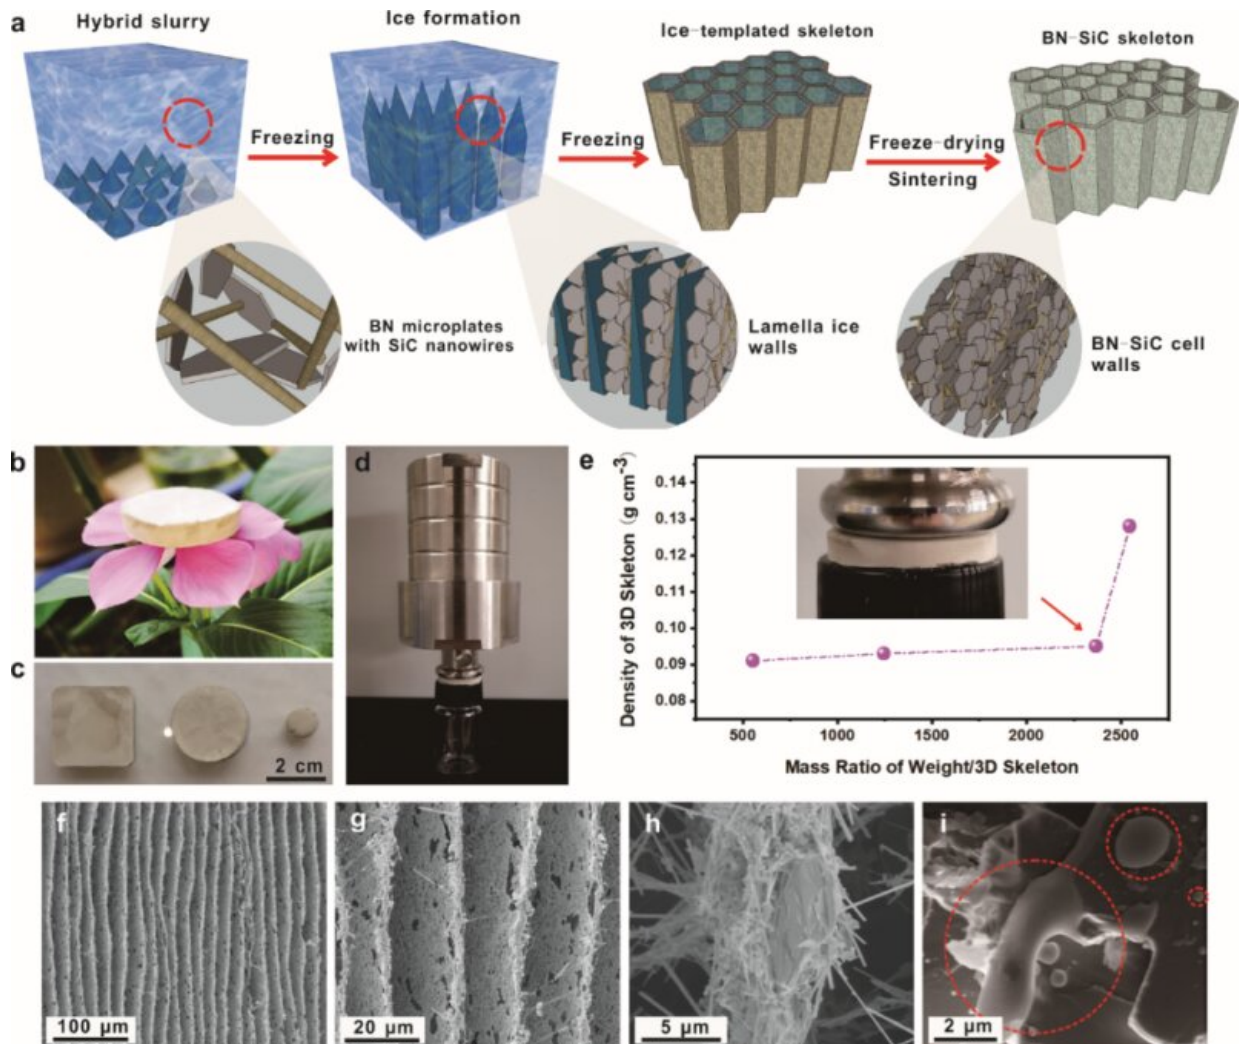 a
Hybrid slurry
Ice formation
Ice-templated skeleton
BN-SiC skeleton
Freezing
Freezing
Freeze-drying
Sintering
BN microplates
with SiC nanowires
Lamella ice
walls
BN-SiC cell
walls
b
c
2 cm
d
e
Density of 3D Skleton (g cm-3)
0.14
0.13
0.12
0.11
0.10
0.09
0.08
500
1000
1500
2000
2500
Mass Ratio of Weight/3D Skeleton
f
100 μm
g
20 μm
h
5 μm
i
2 μm